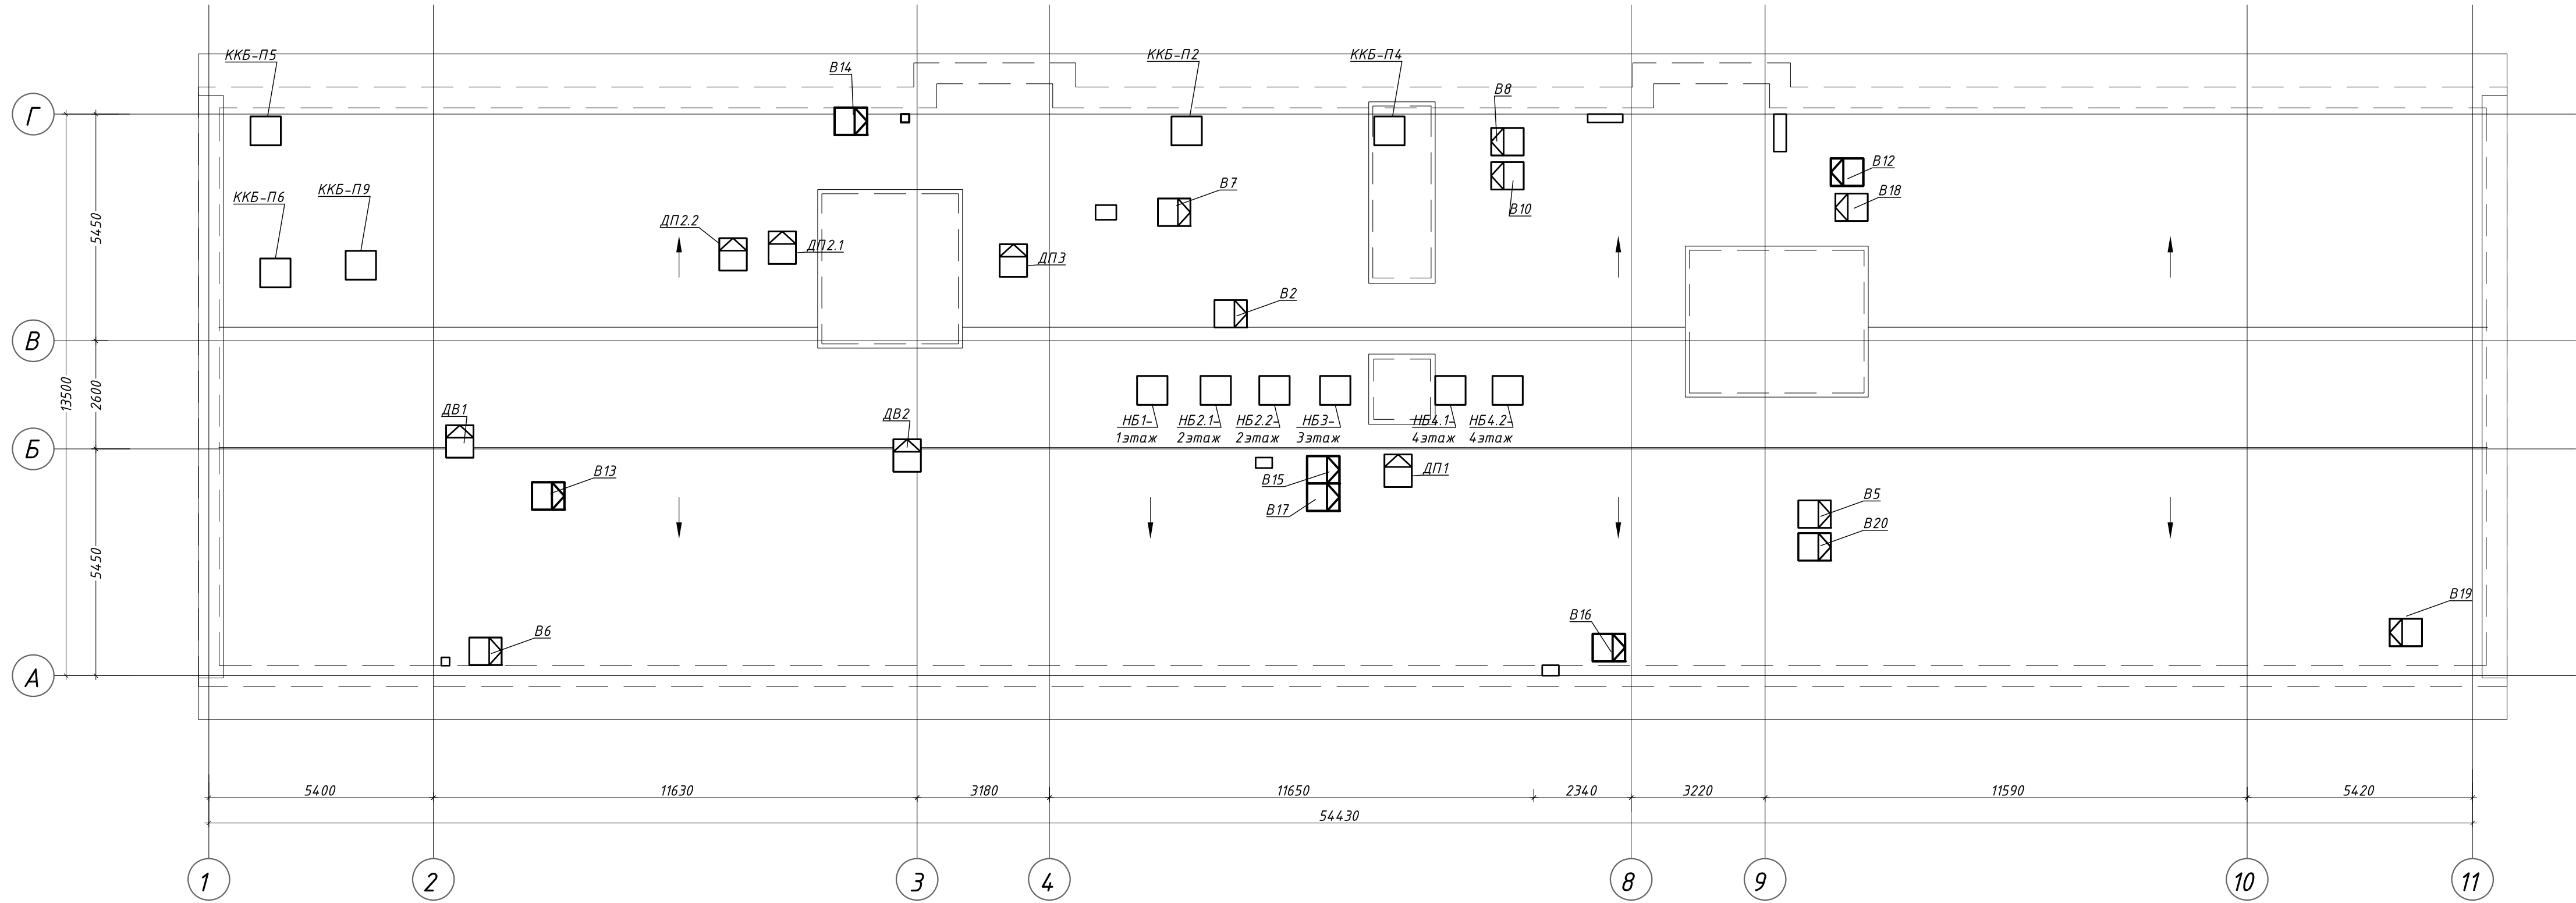 ККБ-П5
В14
ККБ-П2
ККБ-П4
В8
Г
В12
ККБ-П6
ККБ-П9
В7
В18
В10
5450
ДП2.2
ДП2.1
ДП3
В2
В
13500
2600
ДВ1
ДВ2
НБ1-
1этаж
НБ2.1-
2этаж
НБ2.2-
2этаж
НБ3-
3этаж
НБ4.1-
4этаж
НБ4.2-
4этаж
Б
В13
В15
ДП1
В17
В5
В20
5450
В19
В16
В6
А
5400
11630
3180
11650
2340
3220
11590
5420
54430
1
2
3
4
8
9
10
11